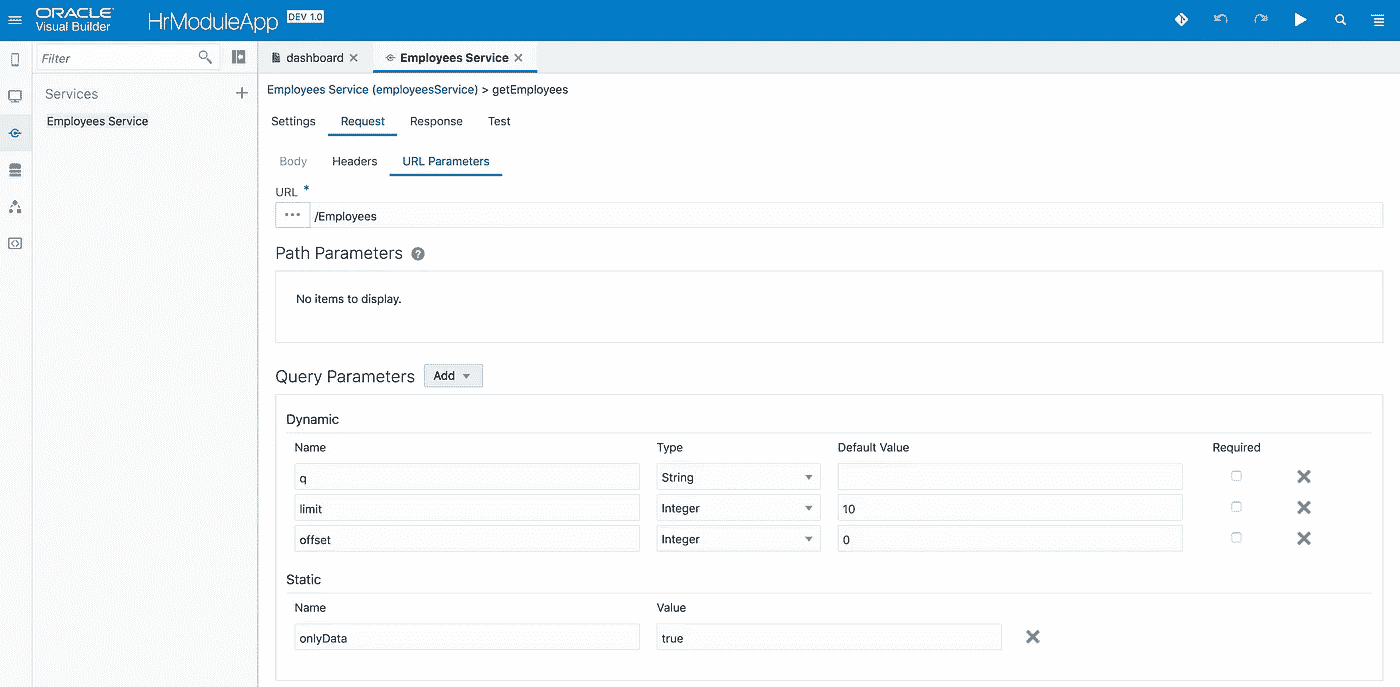 ORACLE
Visual Builder
HrModuleApp DEV 1.0
Filter
dashboard
Employees Service
Services
Employees Service (employeesService) > getEmployees
Employees Service
Settings Request Response Test
Body Headers URL Parameters
URL *
... /Employees
Path Parameters ?
No items to display.
Query Parameters Add
Dynamic
Name Type Default Value Required
q String
limit Integer 10
offset Integer 0
Static
Name Value
onlyData true